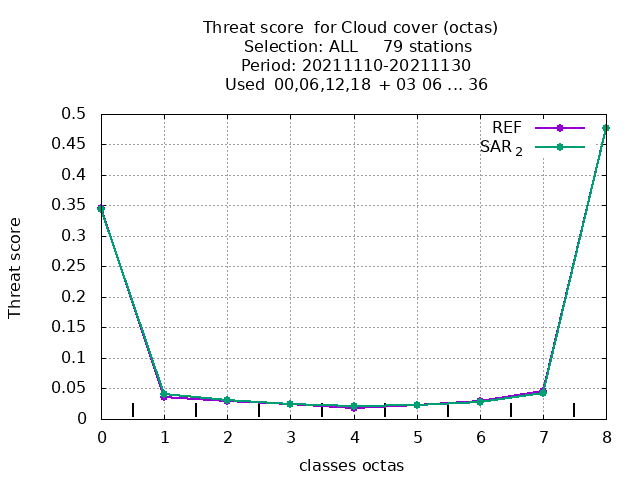 Threat score  for Cloud cover (octas)
Selection: ALL     79 stations
Period: 20211110-20211130
Used  00,06,12,18  + 03 06 ... 36
REF
SAR 2
0.5
0.45
0.4
0.35
0.3
0.25
0.2
0.15
0.1
0.05
0
Threat score
0 1 2 3 4 5 6 7 8
classes octas